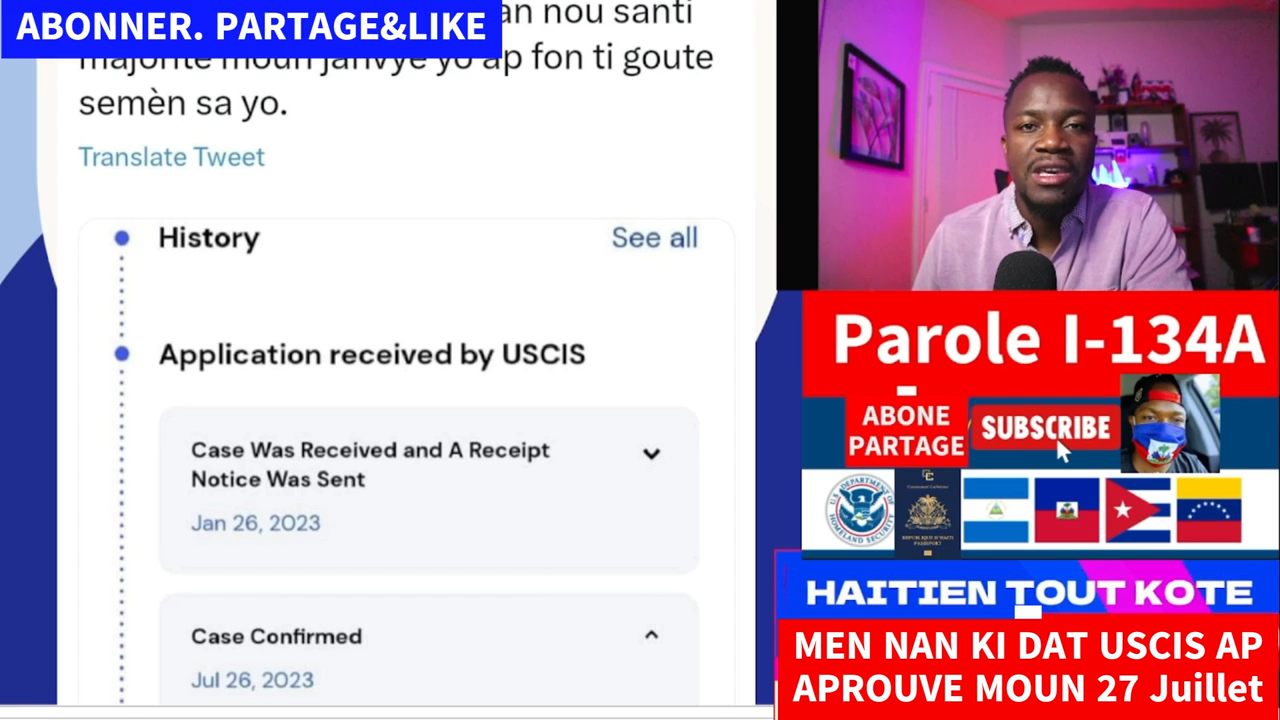 ABONNER. PARTAGE&LIKE
an nou santi
majorite moun janvye yo ap fon ti goute
semèn sa yo.
Translate Tweet
History
See all
Application received by USCIS
Case Was Received and A Receipt
Notice Was Sent
Jan 26, 2023
Case Confirmed
Jul 26, 2023
Parole I-134A
ABONE
PARTAGE
SUBSCRIBE
HAITIEN TOUT KOTE
MEN NAN KI DAT USCIS AP
APROUVE MOUN 27 Juillet